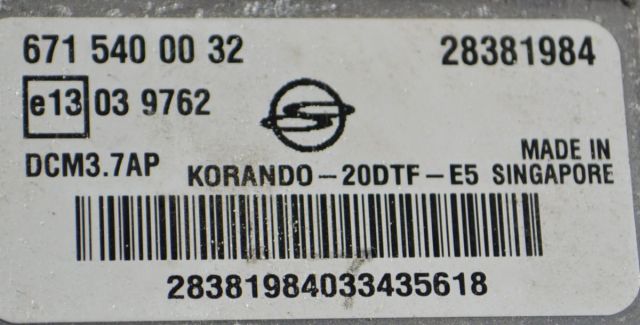 671 540 00 32 28381984
e13 03 9762
DCM3.7AP
KORANDO-20DTF-E5
MADE IN
SINGAPORE
28381984033435618